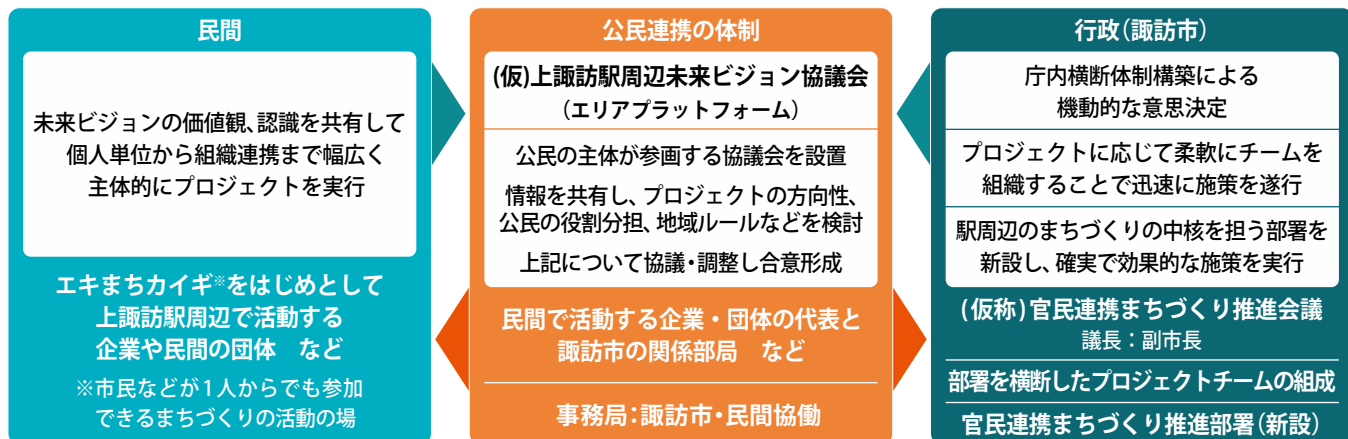 民間
未来ビジョンの価値観、認識を共有して
個人単位から組織連携まで幅広く
主体的にプロジェクトを実行
エキまちカイギ※をはじめとして
上諏訪駅周辺で活動する
企業や民間の団体　など
※市民などが1人からでも参加
できるまちづくりの活動の場
公民連携の体制
(仮)上諏訪駅周辺未来ビジョン協議会
（エリアプラットフォーム）
公民の主体が参画する協議会を設置
情報を共有し、プロジェクトの方向性、
公民の役割分担、地域ルールなどを検討
上記について協議・調整し合意形成
民間で活動する企業・団体の代表と
諏訪市の関係部局　など
事務局：諏訪市・民間協働
行政（諏訪市）
庁内横断体制構築による
機動的な意思決定
プロジェクトに応じて柔軟にチームを
組織することで迅速に施策を遂行
駅周辺のまちづくりの中核を担う部署を
新設し、確実で効果的な施策を実行
(仮称)官民連携まちづくり推進会議
議長：副市長
部署を横断したプロジェクトチームの組成
官民連携まちづくり推進部署（新設）